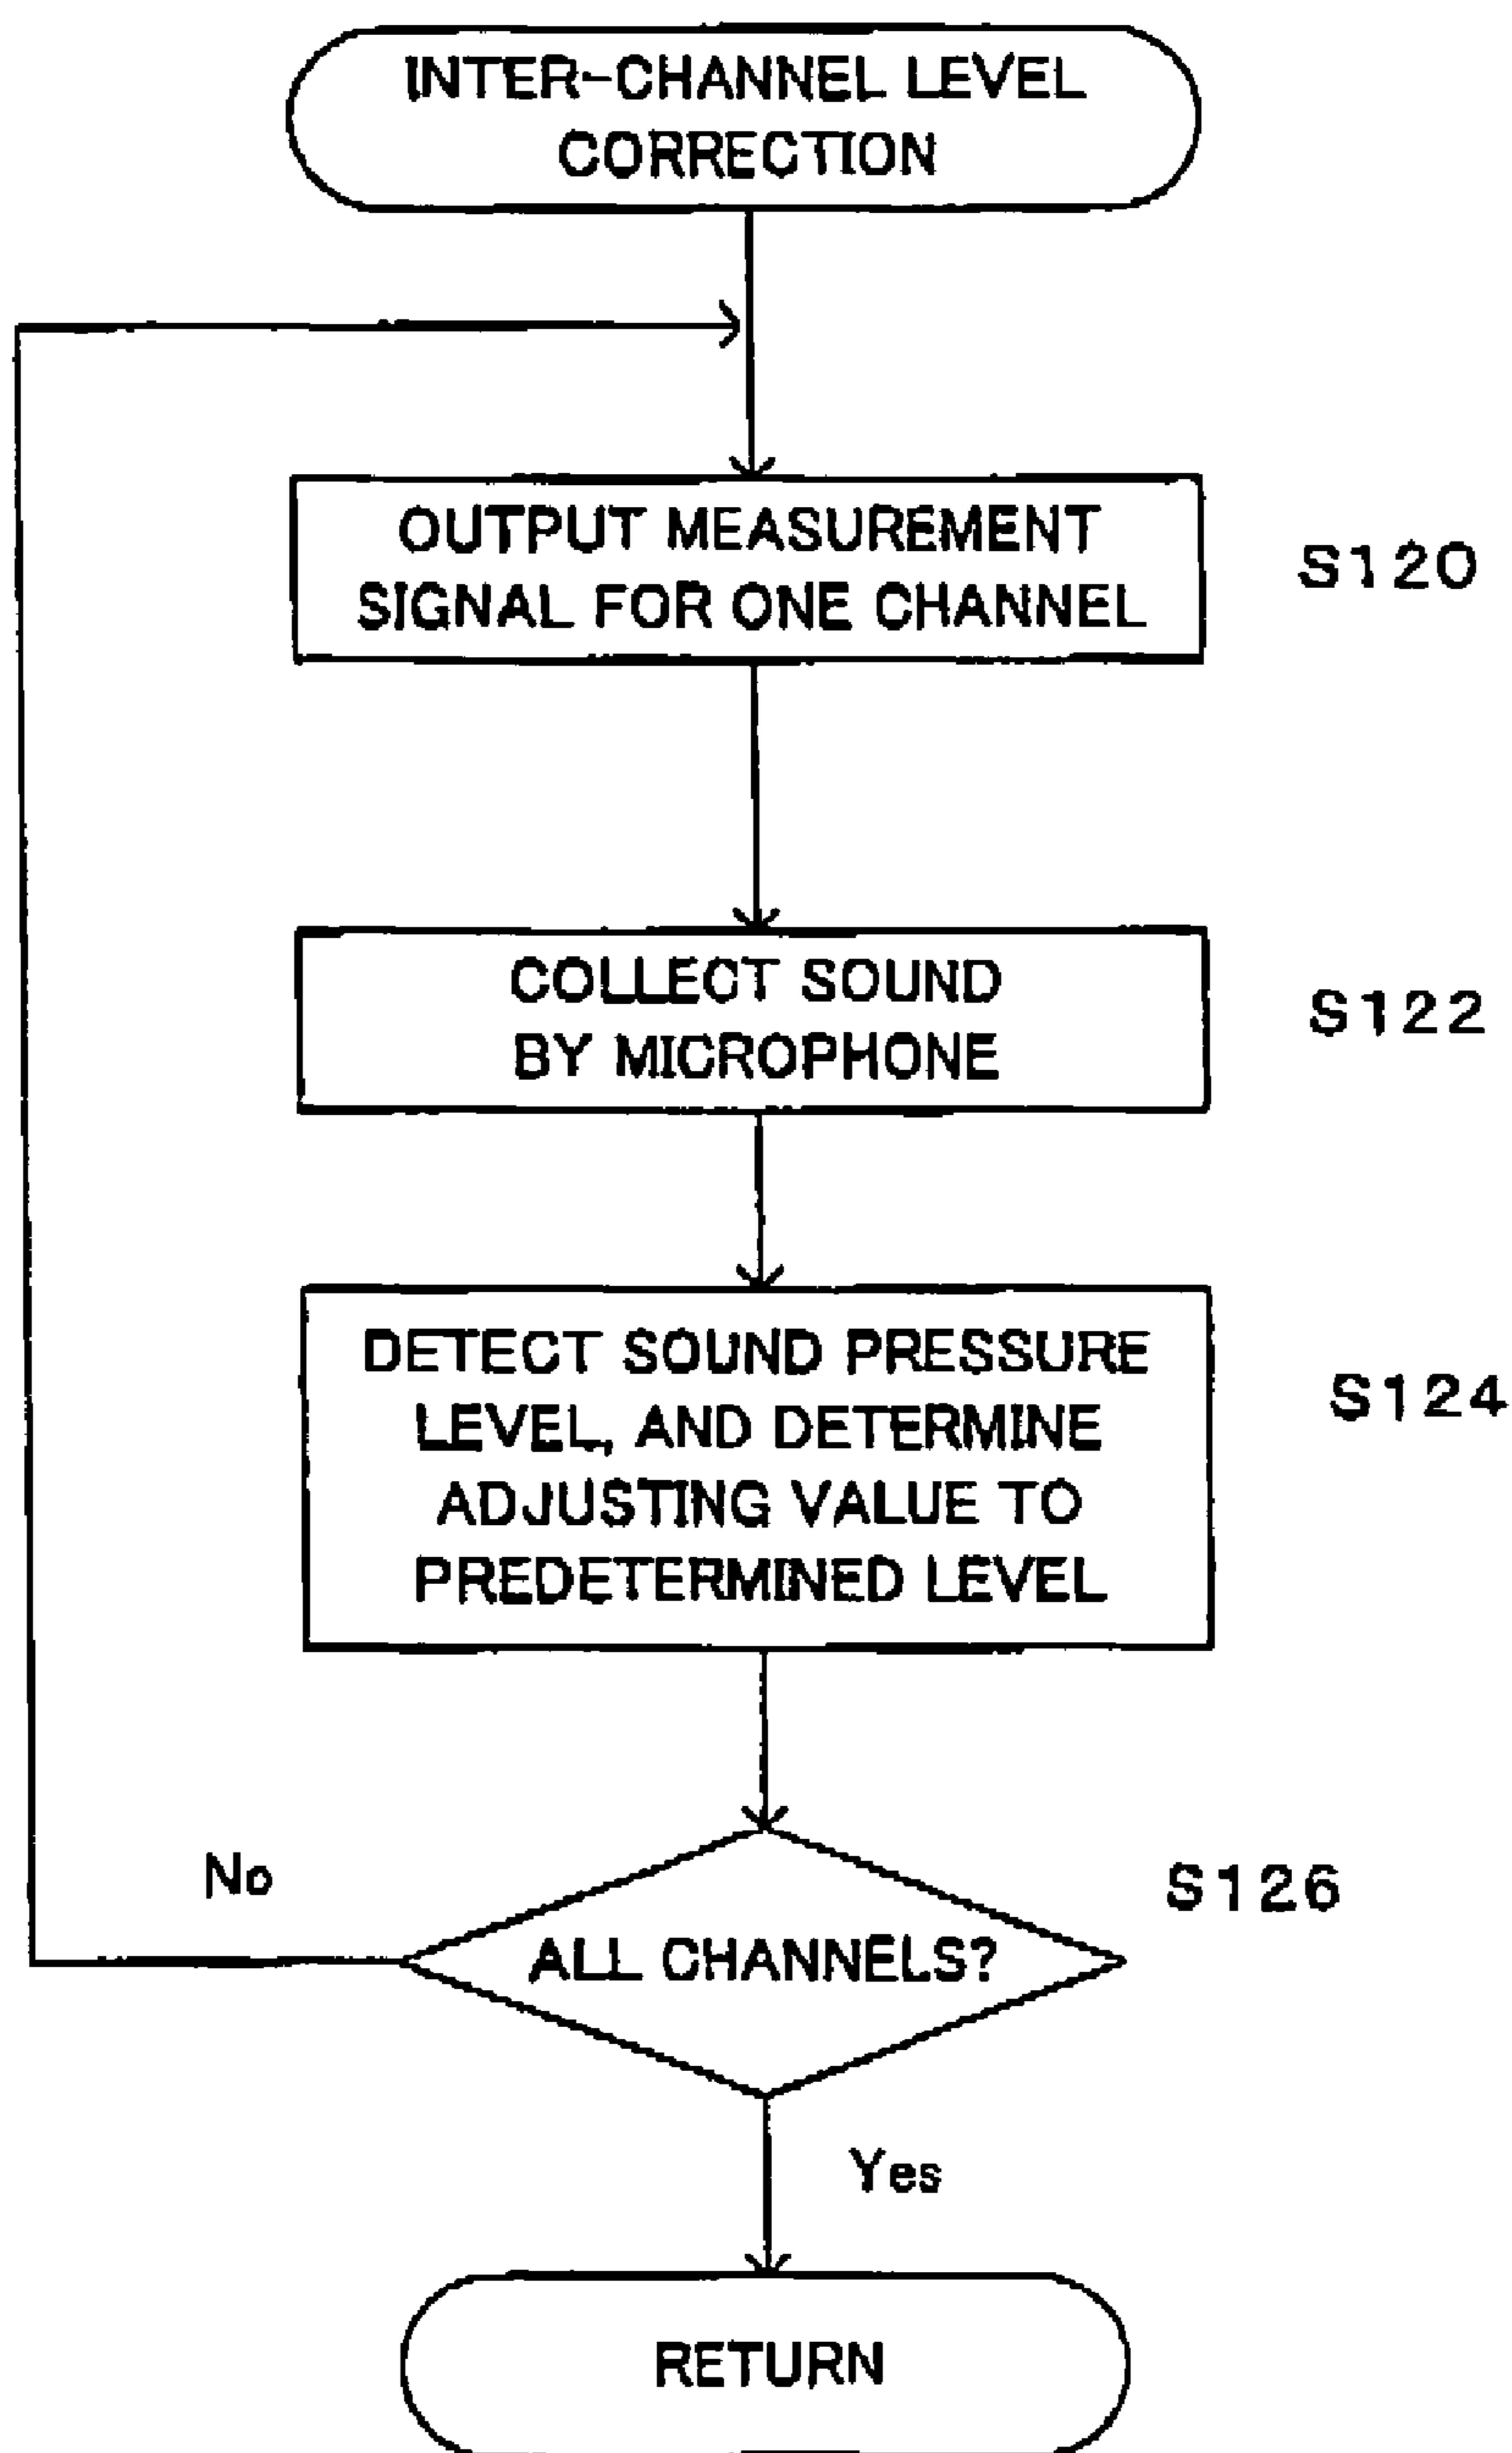 INTER-CHANNEL LEVEL
CORRECTION
OUTPUT MEASUREMENT
SIGNAL FOR ONE CHANNEL
S120
COLLECT SOUND
BY MICROPHONE
S122
DETECT SOUND PRESSURE
LEVEL, AND DETERMINE
ADJUSTING VALUE TO
PREDETERMINED LEVEL
S124
No
S126
ALL CHANNELS?
Yes
RETURN